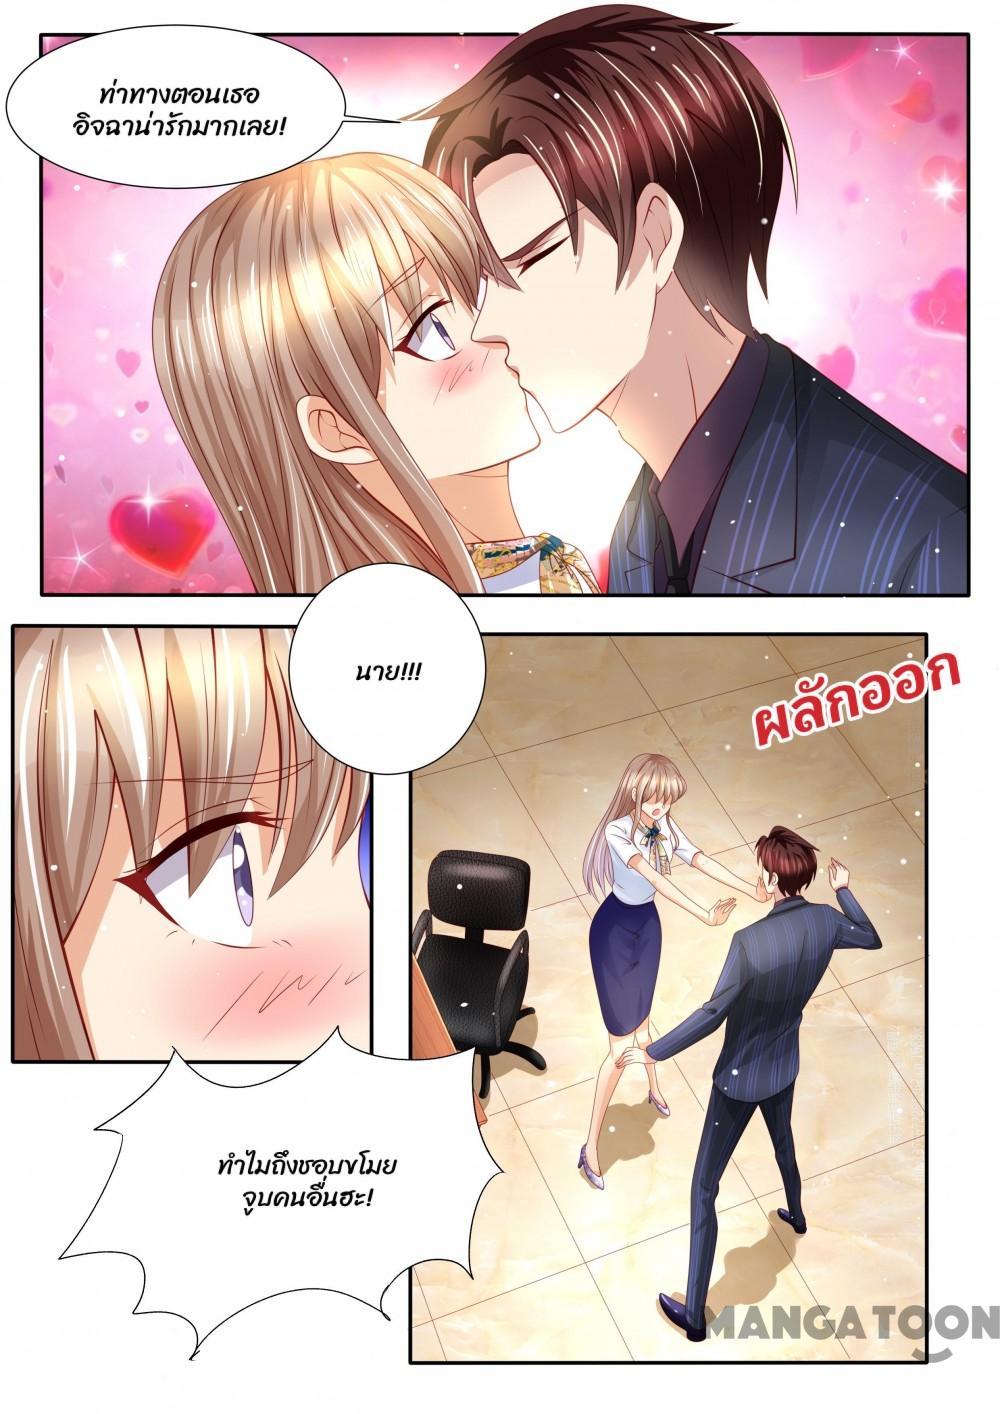 ท่าทางตอนเธอ
อิจฉาน่ารักมากเลย!
นาย!!!
ผลักออก
ทำไมถึงชอบขโมย
จูบคนอื่นฮะ!
MANGATOON